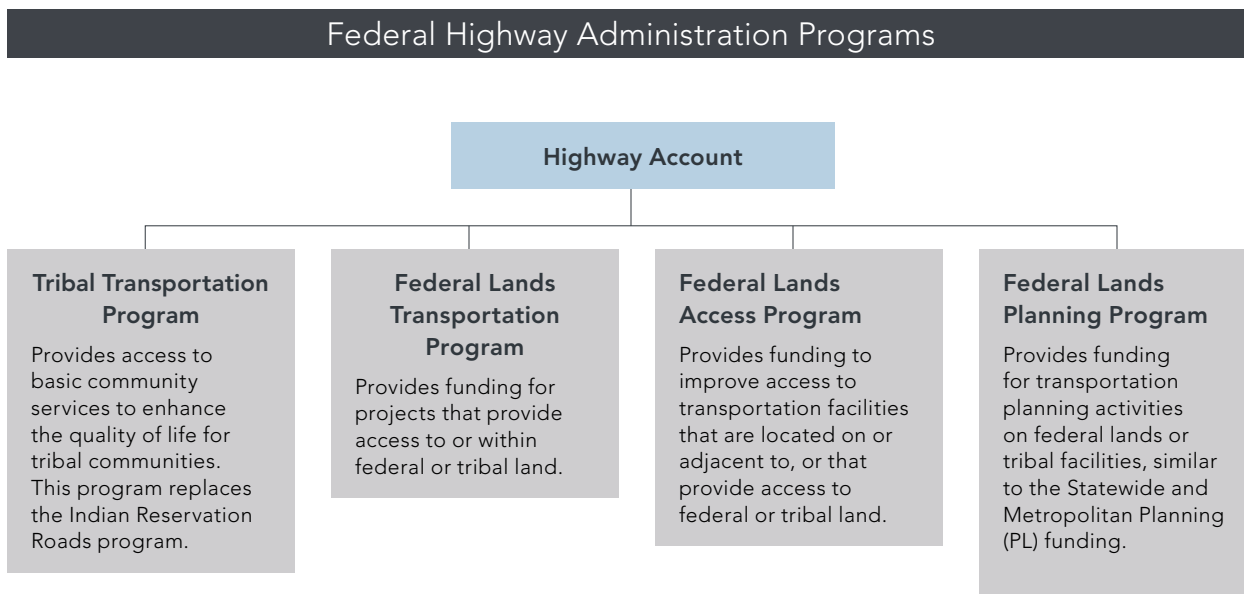 Federal Highway Administration Programs
Highway Account
Tribal Transportation
Program
Provides access to
basic community
services to enhance
the quality of life for
tribal communities.
This program replaces
the Indian Reservation
Roads program.
Federal Lands
Transportation
Program
Provides funding for
projects that provide
access to or within
federal or tribal land.
Federal Lands
Access Program
Provides funding to
improve access to
transportation facilities
that are located on or
adjacent to, or that
provide access to
federal or tribal land.
Federal Lands
Planning Program
Provides funding
for transportation
planning activities
on federal lands or
tribal facilities, similar
to the Statewide and
Metropolitan Planning
(PL) funding.